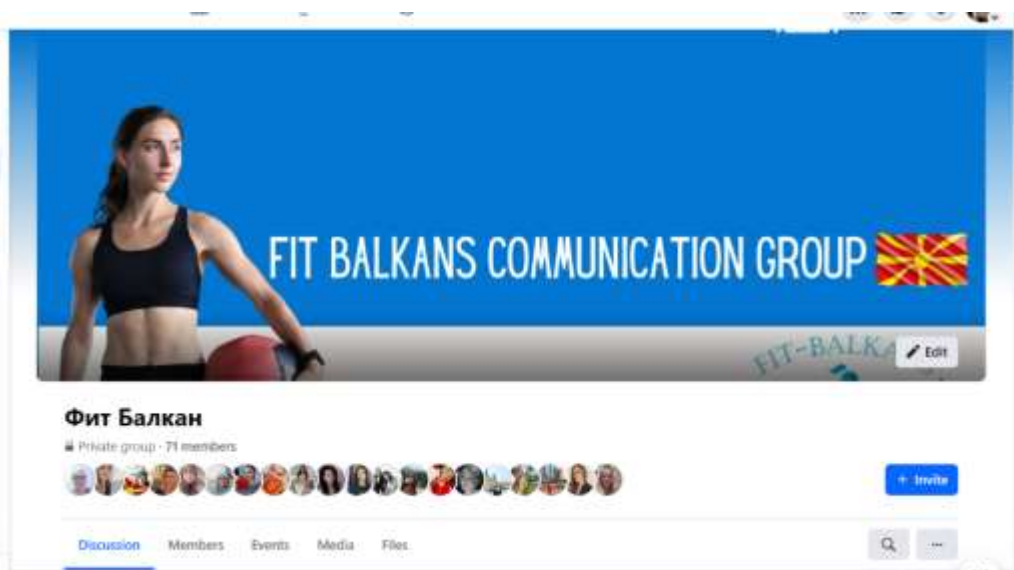 FIT BALKANS COMMUNICATION GROUP
FIT-BALKA
Edit
Фит Балкан
Private group · 71 members
+ Invite
Discussion Members Events Media Files